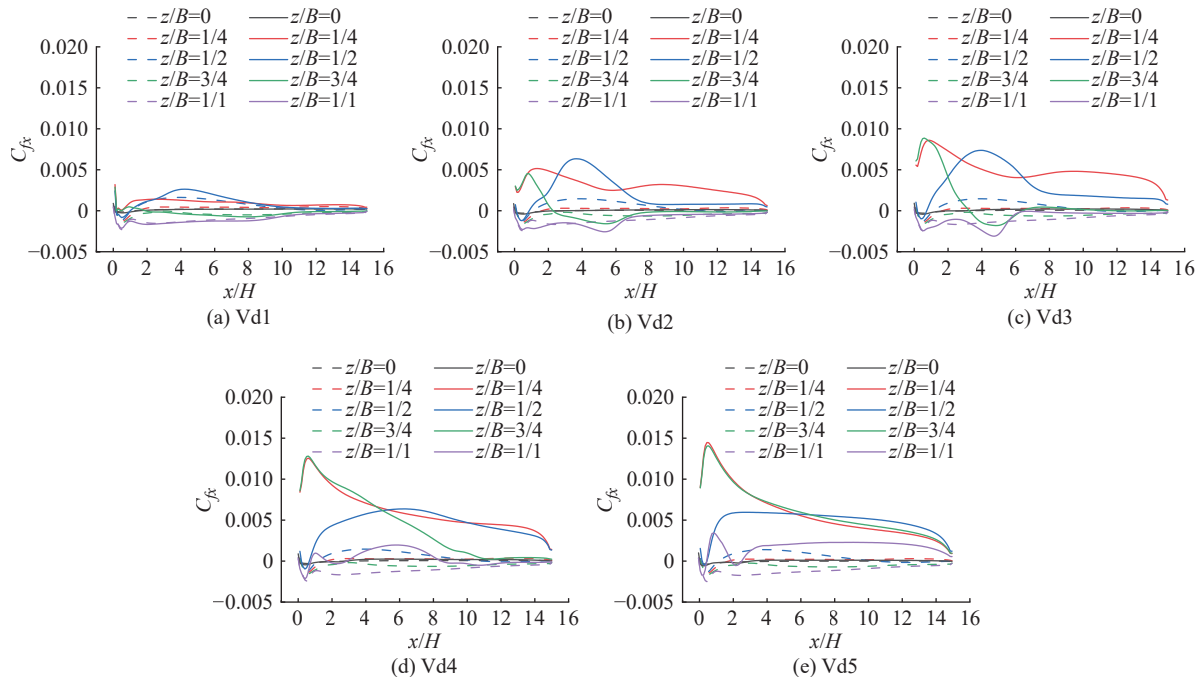 z/B=0 z/B=0
z/B=1/4 z/B=1/4
z/B=1/2 z/B=1/2
z/B=3/4 z/B=3/4
z/B=1/1 z/B=1/1
0.020
0.015
0.010
0.005
0
−0.005
C_fx
0 2 4 6 8 10 12 14 16
x/H
(a) Vd1
z/B=0 z/B=0
z/B=1/4 z/B=1/4
z/B=1/2 z/B=1/2
z/B=3/4 z/B=3/4
z/B=1/1 z/B=1/1
0.020
0.015
0.010
0.005
0
−0.005
C_fx
0 2 4 6 8 10 12 14 16
x/H
(b) Vd2
z/B=0 z/B=0
z/B=1/4 z/B=1/4
z/B=1/2 z/B=1/2
z/B=3/4 z/B=3/4
z/B=1/1 z/B=1/1
0.020
0.015
0.010
0.005
0
−0.005
C_fx
0 2 4 6 8 10 12 14 16
x/H
(c) Vd3
z/B=0 z/B=0
z/B=1/4 z/B=1/4
z/B=1/2 z/B=1/2
z/B=3/4 z/B=3/4
z/B=1/1 z/B=1/1
0.020
0.015
0.010
0.005
0
−0.005
C_fx
0 2 4 6 8 10 12 14 16
x/H
(d) Vd4
z/B=0 z/B=0
z/B=1/4 z/B=1/4
z/B=1/2 z/B=1/2
z/B=3/4 z/B=3/4
z/B=1/1 z/B=1/1
0.020
0.015
0.010
0.005
0
−0.005
C_fx
0 2 4 6 8 10 12 14 16
x/H
(e) Vd5